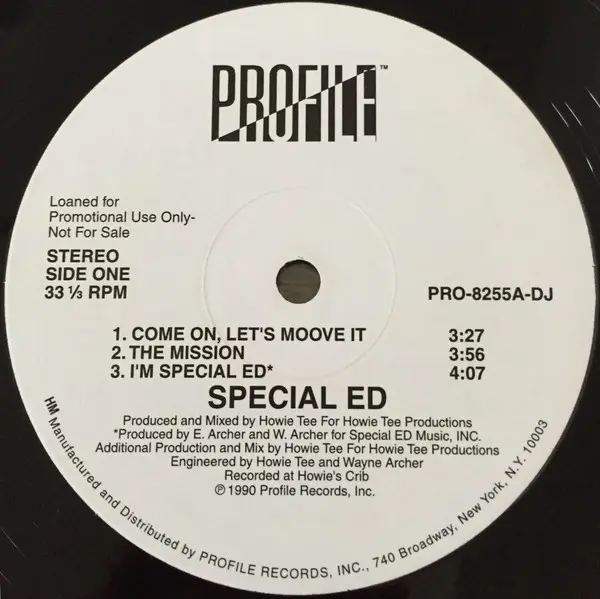 PROFILE™
Loaned for
Promotional Use Only-
Not For Sale
STEREO
SIDE ONE
33 ⅓ RPM
PRO-8255A-DJ
1. COME ON, LET'S MOOVE IT 3:27
2. THE MISSION 3:56
3. I'M SPECIAL ED* 4:07
SPECIAL ED
Produced and Mixed by Howie Tee For Howie Tee Productions
*Produced by E. Archer and W. Archer for Special ED Music, INC.
Additional Production and Mix by Howie Tee For Howie Tee Productions
Engineered by Howie Tee and Wayne Archer
Recorded at Howie's Crib
℗ 1990 Profile Records, Inc.
HM Manufactured and Distributed by PROFILE RECORDS, INC., 740 Broadway, New York, N.Y. 10003